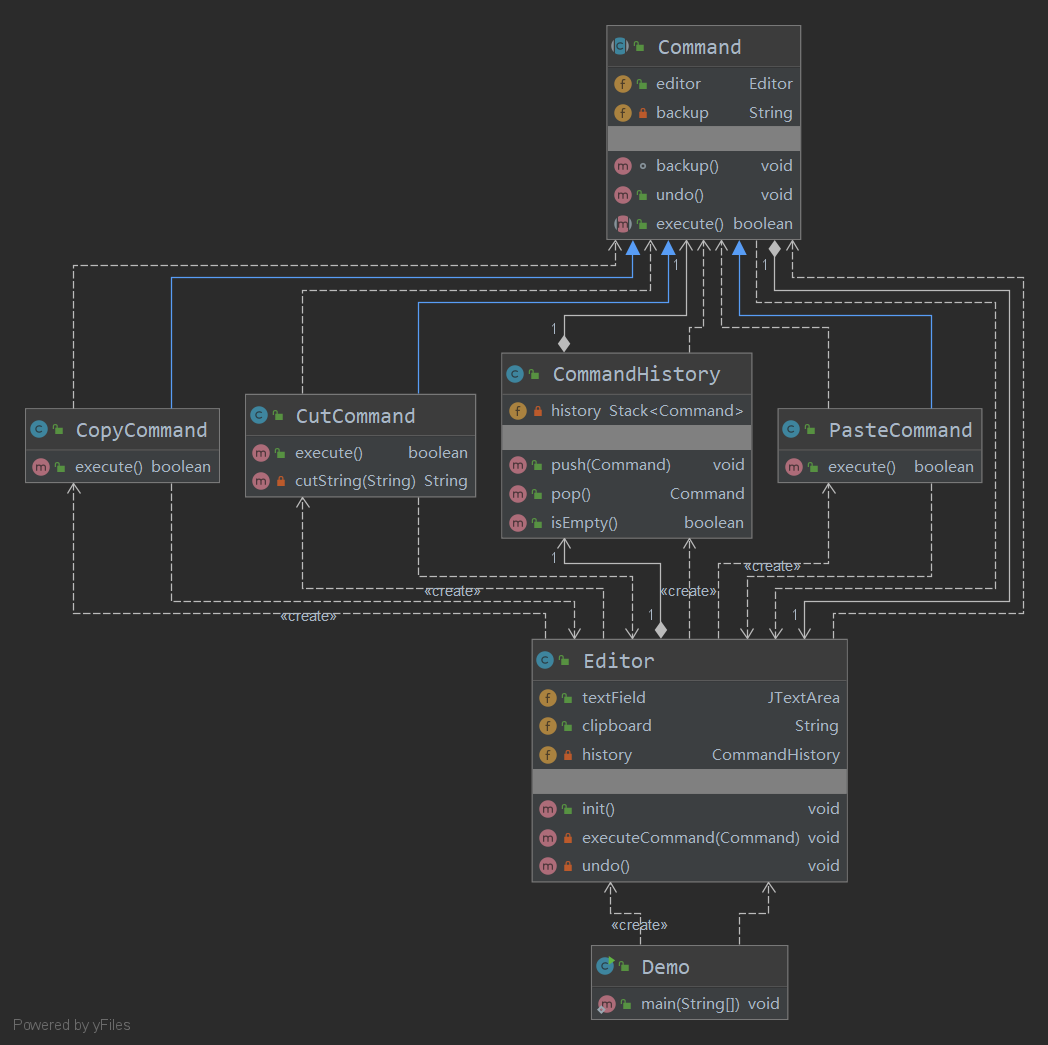 Command
editor Editor
backup String
backup() void
undo() void
execute() boolean
1
1
1
CommandHistory
history Stack<Command>
push(Command) void
pop() Command
isEmpty() boolean
CopyCommand
execute() boolean
CutCommand
execute() boolean
cutString(String) String
PasteCommand
execute() boolean
1
«create»
«create»
«create»
«create»
1
1
Editor
textField JTextArea
clipboard String
history CommandHistory
init() void
executeCommand(Command) void
undo() void
«create»
Demo
main(String[]) void
Powered by yFiles